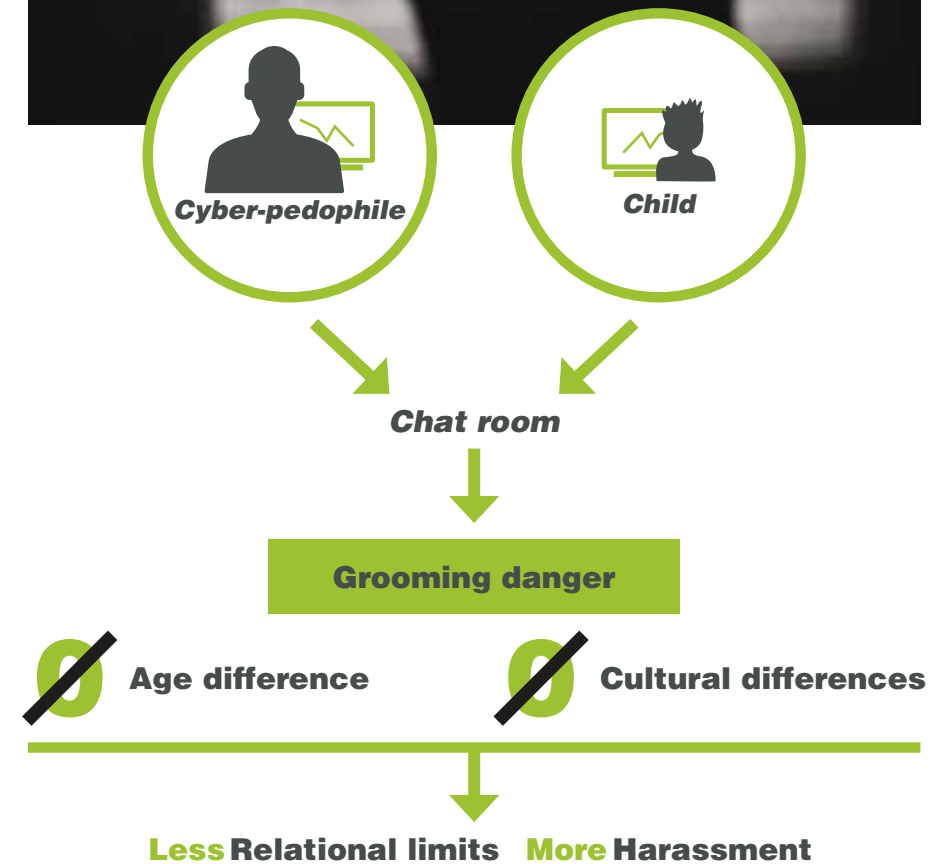 Cyber-pedophile
Child
Chat room
Grooming danger
0 Age difference
0 Cultural differences
Less Relational limits More Harassment